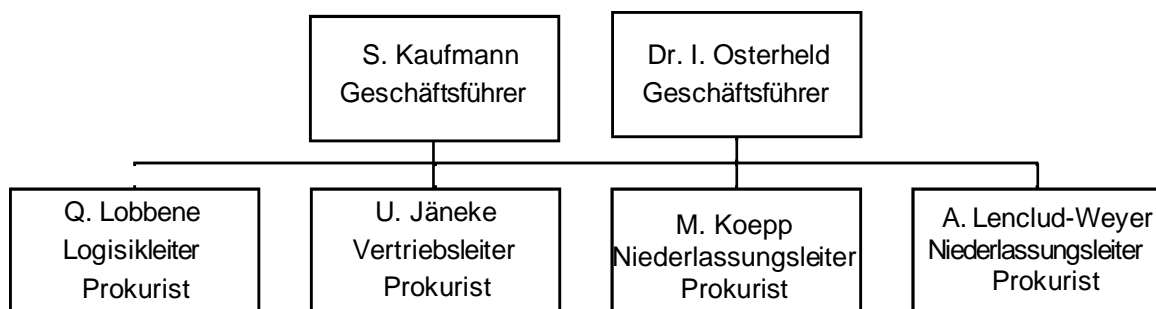 S. Kaufmann
Geschäftsführer
Dr. I. Osterheld
Geschäftsführer
Q. Lobbene
Logisikleiter
Prokurist
U. Jäneke
Vertriebsleiter
Prokurist
M. Koepp
Niederlassungsleiter
Prokurist
A. Lenclud-Weyer
Niederlassungsleiter
Prokurist